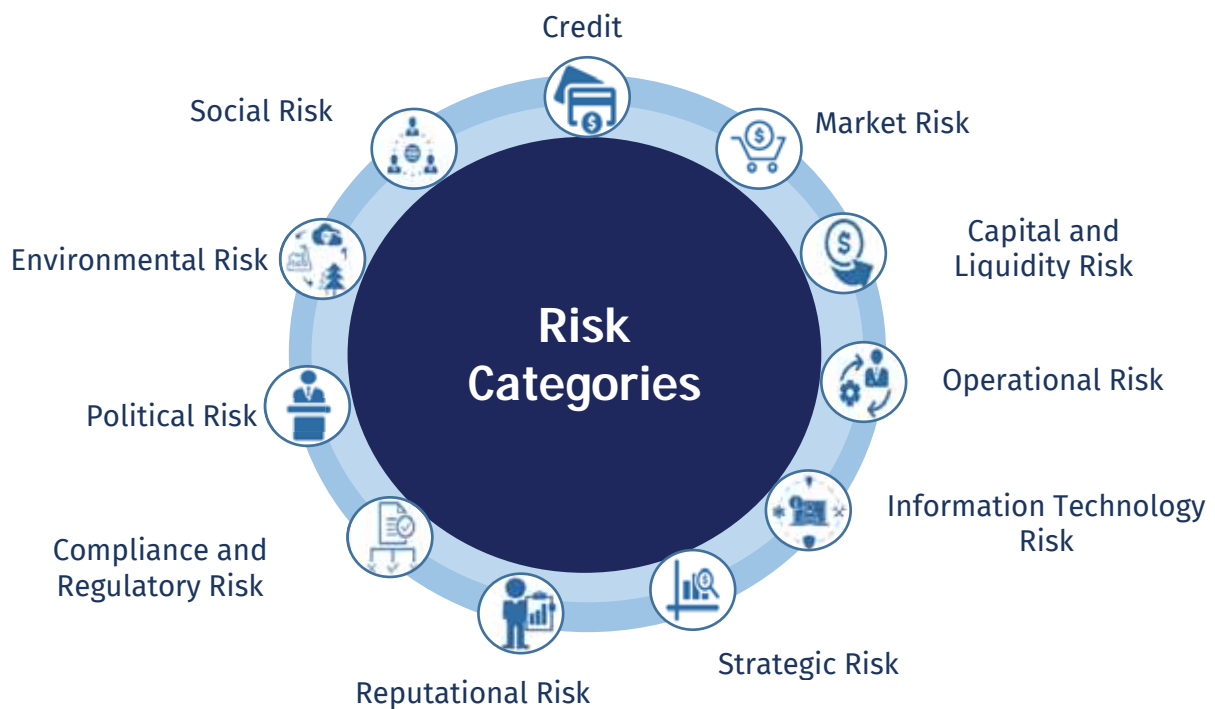 Credit
Social Risk
Market Risk
Capital and
Liquidity Risk
Environmental Risk
Risk
Categories
Operational Risk
Political Risk
Information Technology
Risk
Compliance and
Regulatory Risk
Strategic Risk
Reputational Risk